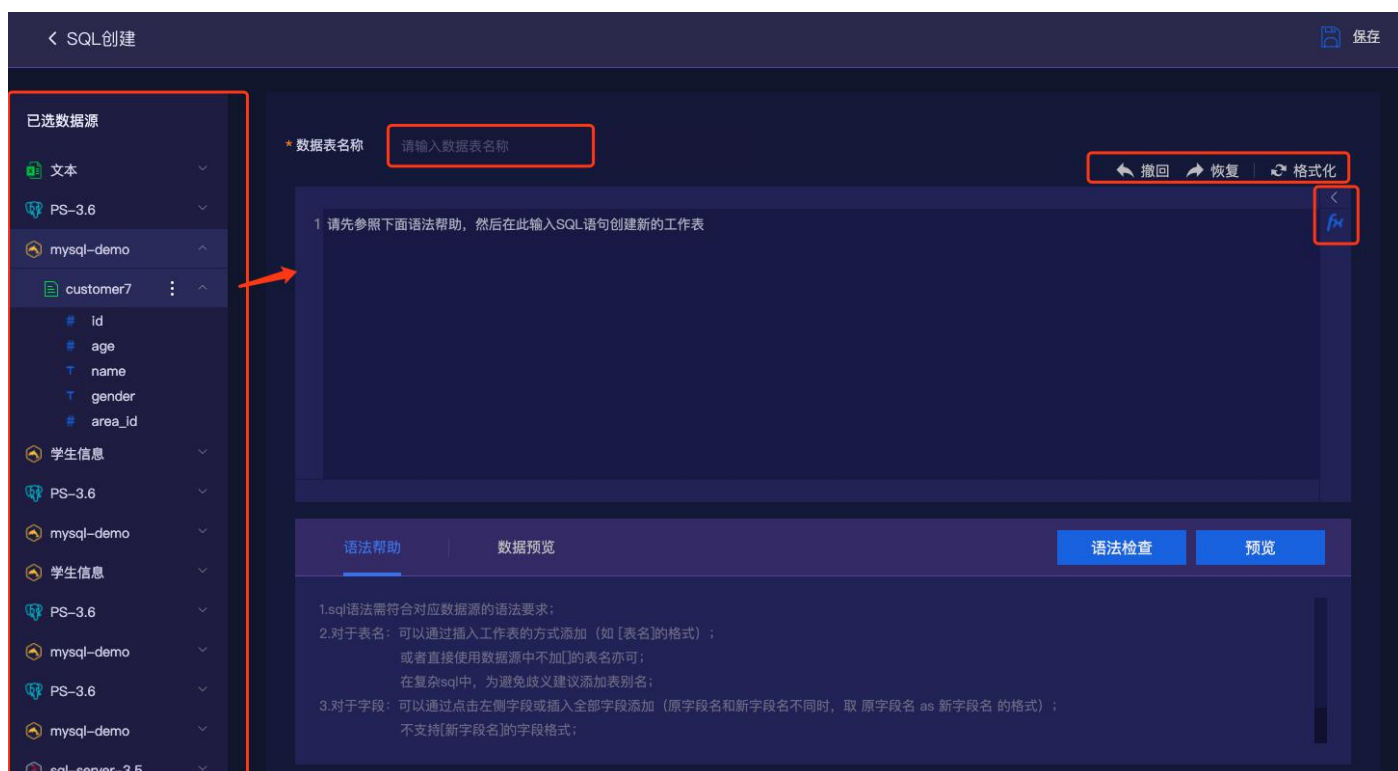 SQL创建
保存
已选数据源
文本
PS-3.6
mysql-demo
customer7
# id
# age
T name
T gender
# area_id
学生信息
PS-3.6
mysql-demo
学生信息
PS-3.6
mysql-demo
PS-3.6
mysql-demo
sql-server-3.5
* 数据表名称 请输入数据表名称
撤回 恢复 格式化
fx
1 请先参照下面语法帮助，然后在此输入SQL语句创建新的工作表
语法帮助 数据预览 语法检查 预览
1.sql语法需符合对应数据源的语法要求；
2.对于表名：可以通过插入工作表的方式添加（如 [表名]的格式）；
或者直接使用数据源中不加[]的表名亦可；
在复杂sql中，为避免歧义建议添加表别名；
3.对于字段：可以通过点击左侧字段或插入全部字段添加（原字段名和新字段名不同时，取 原字段名 as 新字段名 的格式）；
不支持[新字段名]的字段格式；